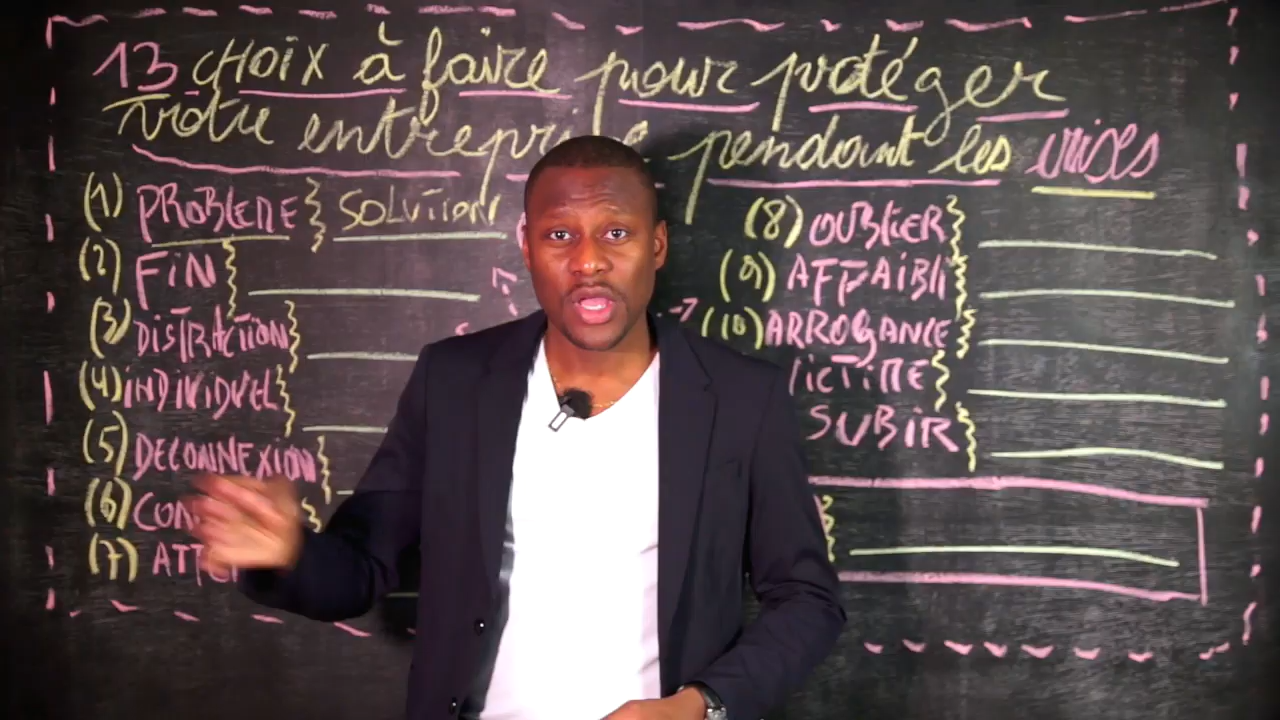 13 CHOIX à faire pour protéger
votre entreprise pendant les crises
(1) PROBLEME SOLUTION
(2) FIN
(3) DISTRACTION
(4) INDIVIDUEL
(5) DECONNEXION
(6)
(7)
(8) OUBLIER
(9) AFFAIBLI
(10) ARROGANCE
VICTIME
SUBIR